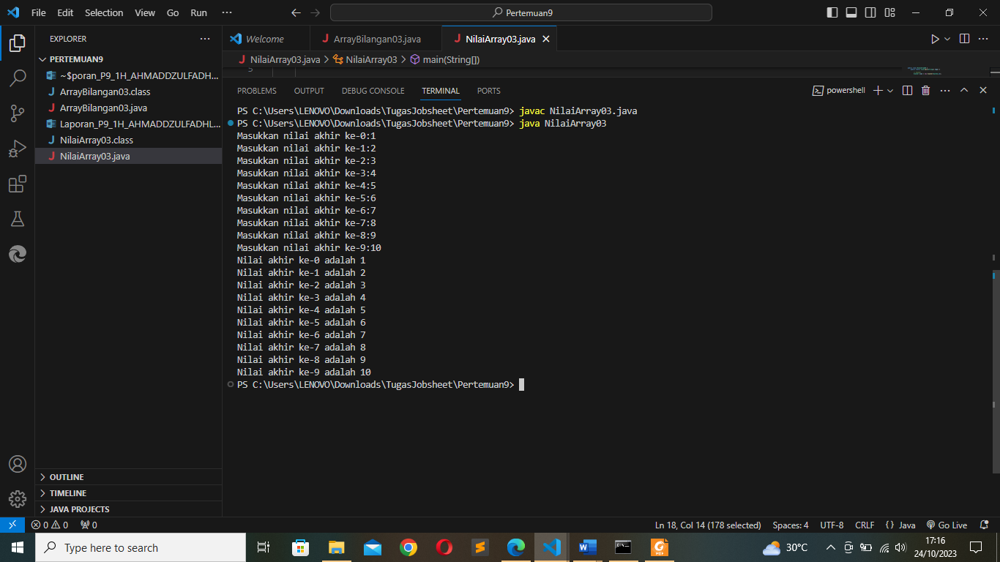 File Edit Selection View Go Run ··· Pertemuan9
EXPLORER ···
PERTEMUAN9
~$poran_P9_1H_AHMADDZULFADH...
ArrayBilangan03.class
ArrayBilangan03.java
Laporan_P9_1H_AHMADDZULFADHL...
NilaiArray03.class
NilaiArray03.java
OUTLINE
TIMELINE
JAVA PROJECTS
Welcome ArrayBilangan03.java NilaiArray03.java
NilaiArray03.java > NilaiArray03 > main(String[])
5
PROBLEMS OUTPUT DEBUG CONSOLE TERMINAL PORTS powershell
PS C:\Users\LENOVO\Downloads\TugasJobsheet\Pertemuan9> javac NilaiArray03.java
PS C:\Users\LENOVO\Downloads\TugasJobsheet\Pertemuan9> java NilaiArray03
Masukkan nilai akhir ke-0:1
Masukkan nilai akhir ke-1:2
Masukkan nilai akhir ke-2:3
Masukkan nilai akhir ke-3:4
Masukkan nilai akhir ke-4:5
Masukkan nilai akhir ke-5:6
Masukkan nilai akhir ke-6:7
Masukkan nilai akhir ke-7:8
Masukkan nilai akhir ke-8:9
Masukkan nilai akhir ke-9:10
Nilai akhir ke-0 adalah 1
Nilai akhir ke-1 adalah 2
Nilai akhir ke-2 adalah 3
Nilai akhir ke-3 adalah 4
Nilai akhir ke-4 adalah 5
Nilai akhir ke-5 adalah 6
Nilai akhir ke-6 adalah 7
Nilai akhir ke-7 adalah 8
Nilai akhir ke-8 adalah 9
Nilai akhir ke-9 adalah 10
PS C:\Users\LENOVO\Downloads\TugasJobsheet\Pertemuan9>
0 0 0 Ln 18, Col 14 (178 selected) Spaces: 4 UTF-8 CRLF {} Java Go Live
Type here to search 30°C 17:16
24/10/2023